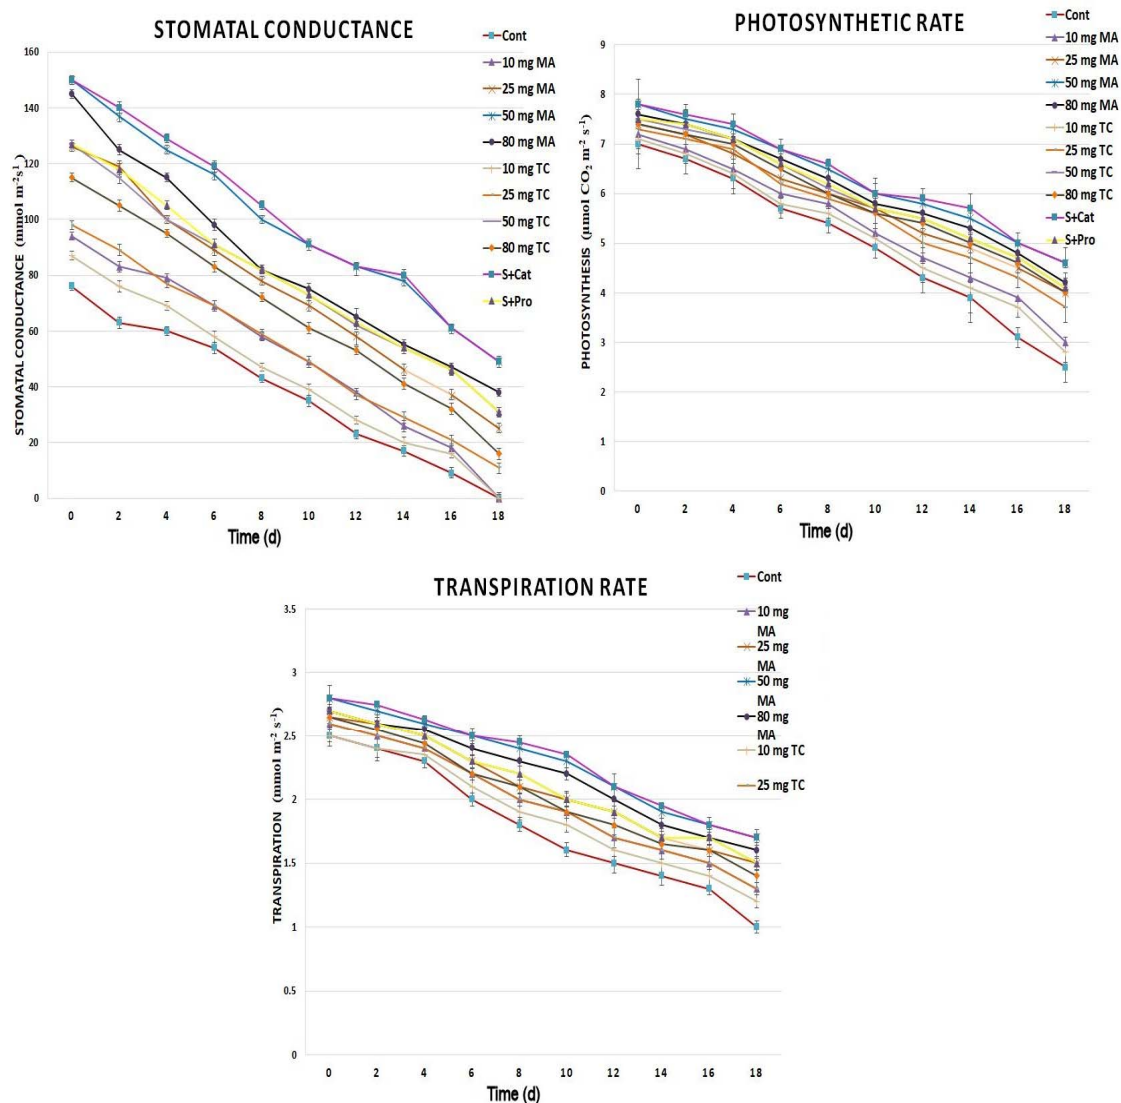 STOMATAL CONDUCTANCE
STOMATAL CONDUCTANCE (mmol m⁻²s⁻¹)
160
140
120
100
80
60
40
20
0
0 2 4 6 8 10 12 14 16 18
Time (d)
Cont
10 mg MA
25 mg MA
50 mg MA
80 mg MA
10 mg TC
25 mg TC
50 mg TC
80 mg TC
S+Cat
S+Pro
PHOTOSYNTHETIC RATE
PHOTOSYNTHESIS (µmol CO₂ m⁻² s⁻¹)
9
8
7
6
5
4
3
2
1
0
0 2 4 6 8 10 12 14 16 18
Time (d)
Cont
10 mg MA
25 mg MA
50 mg MA
80 mg MA
10 mg TC
25 mg TC
50 mg TC
80 mg TC
S+Cat
S+Pro
TRANSPIRATION RATE
TRANSPIRATION (mmol m⁻² s⁻¹)
3.5
3
2.5
2
1.5
1
0.5
0
0 2 4 6 8 10 12 14 16 18
Time (d)
Cont
10 mg
MA
25 mg
MA
50 mg
MA
80 mg
MA
10 mg TC
25 mg TC